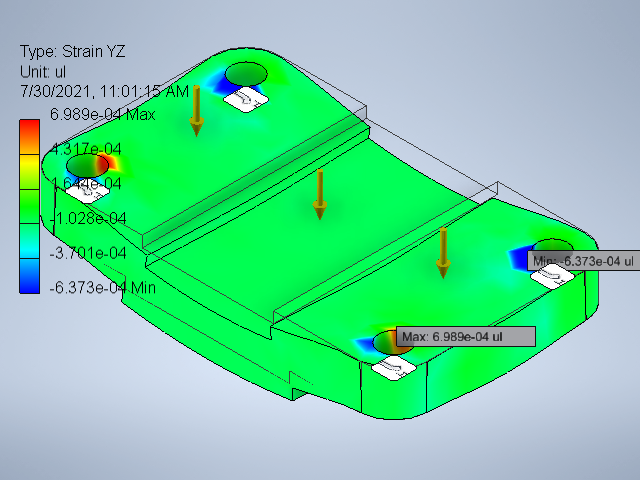 Type: Strain YZ
Unit: ul
7/30/2021, 11:01:15 AM
6.989e-04 Max
4.317e-04
1.644e-04
-1.028e-04
-3.701e-04
-6.373e-04 Min
Min: -6.373e-04 ul
Max: 6.989e-04 ul